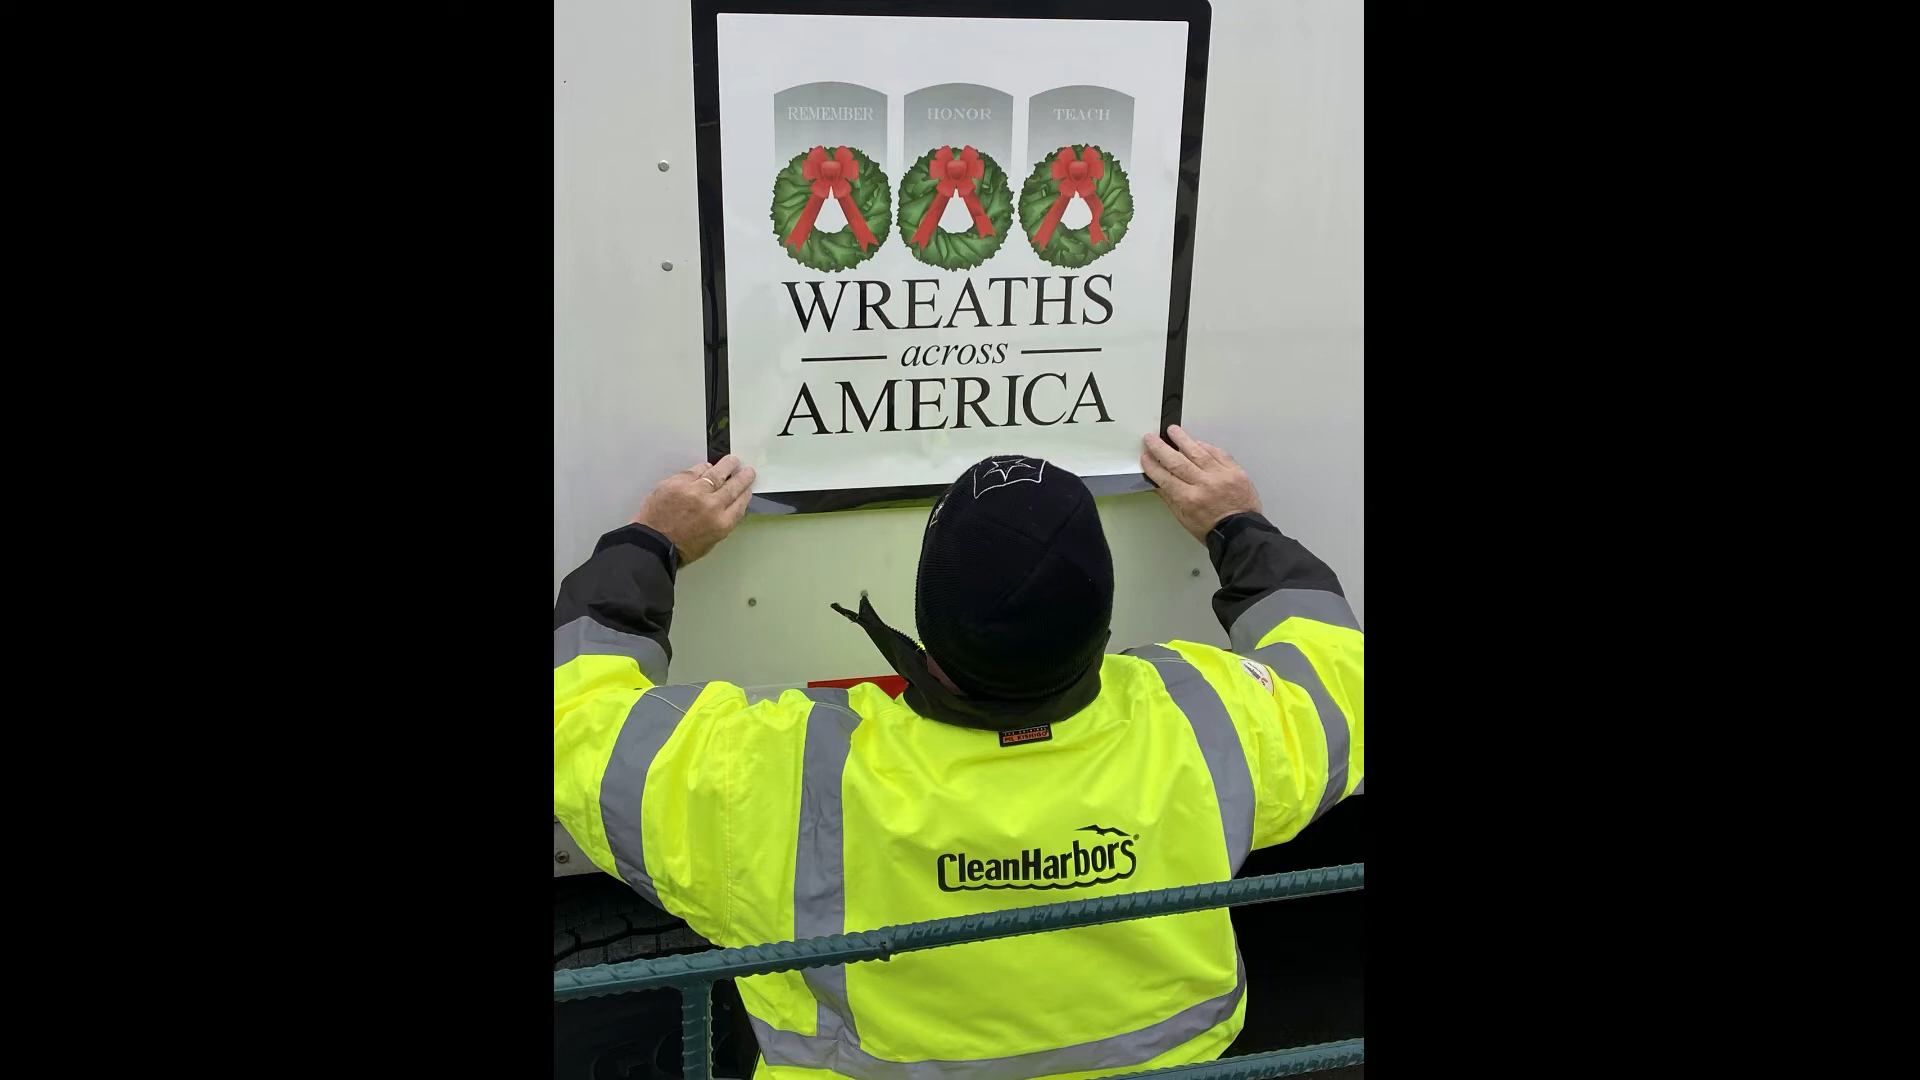 REMEMBER HONOR TEACH
WREATHS
across
AMERICA
CleanHarbors®